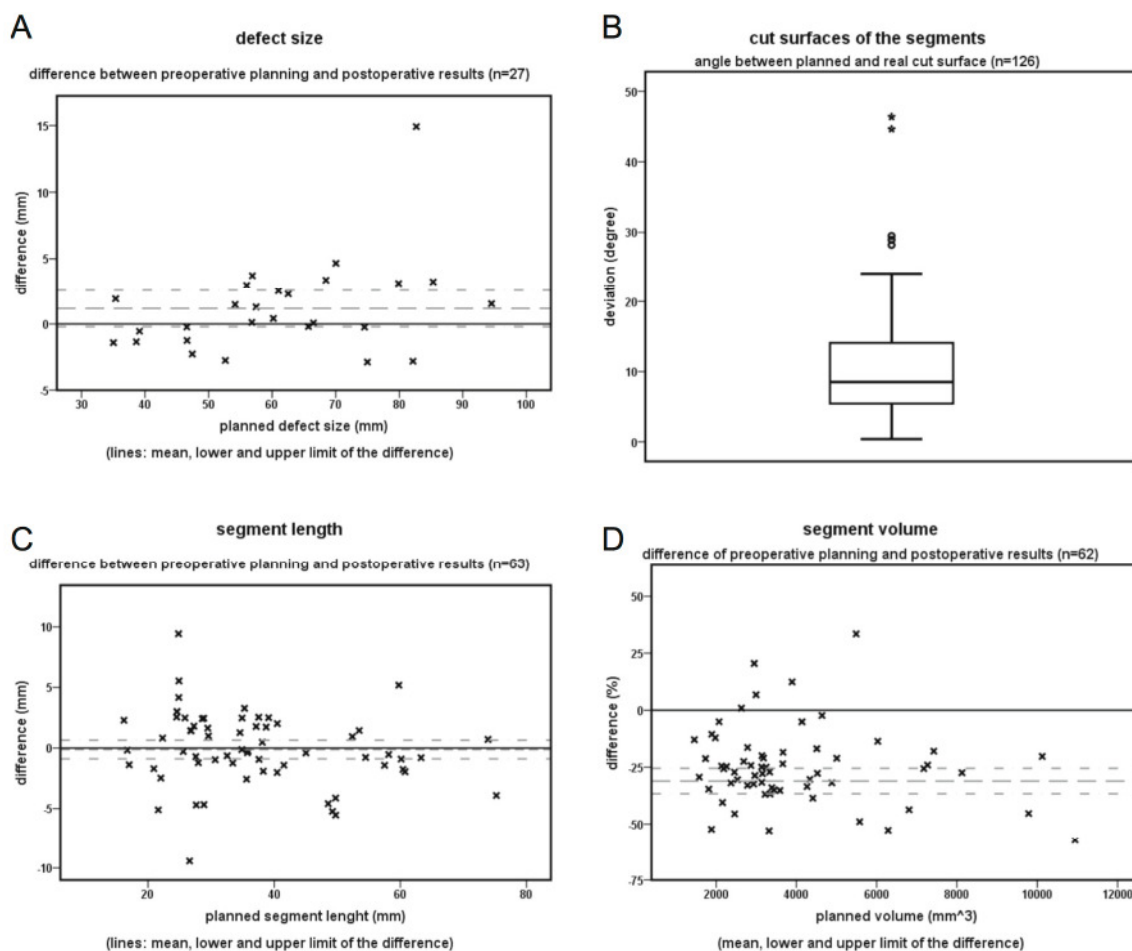 A
defect size
difference between preoperative planning and postoperative results (n=27)
difference (mm)
15
10
5
0
-5
30 40 50 60 70 80 90 100
planned defect size (mm)
(lines: mean, lower and upper limit of the difference)
B
cut surfaces of the segments
angle between planned and real cut surface (n=126)
deviation (degree)
50
40
30
20
10
0
C
segment length
difference between preoperative planning and postoperative results (n=63)
difference (mm)
10
5
0
-5
-10
20 40 60 80
planned segment lenght (mm)
(lines: mean, lower and upper limit of the difference)
D
segment volume
difference of preoperative planning and postoperative results (n=62)
difference (%)
50
25
0
-25
-50
-75
2000 4000 6000 8000 10000 12000
planned volume (mm^3)
(mean, lower and upper limit of the difference)